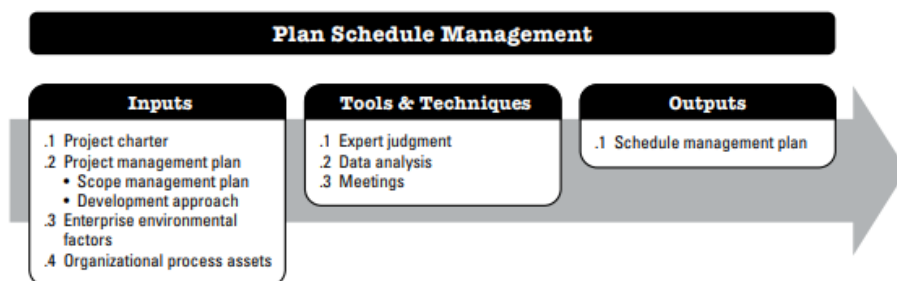 Plan Schedule Management
Inputs
.1 Project charter
.2 Project management plan
• Scope management plan
• Development approach
.3 Enterprise environmental
factors
.4 Organizational process assets
Tools & Techniques
.1 Expert judgment
.2 Data analysis
.3 Meetings
Outputs
.1 Schedule management plan